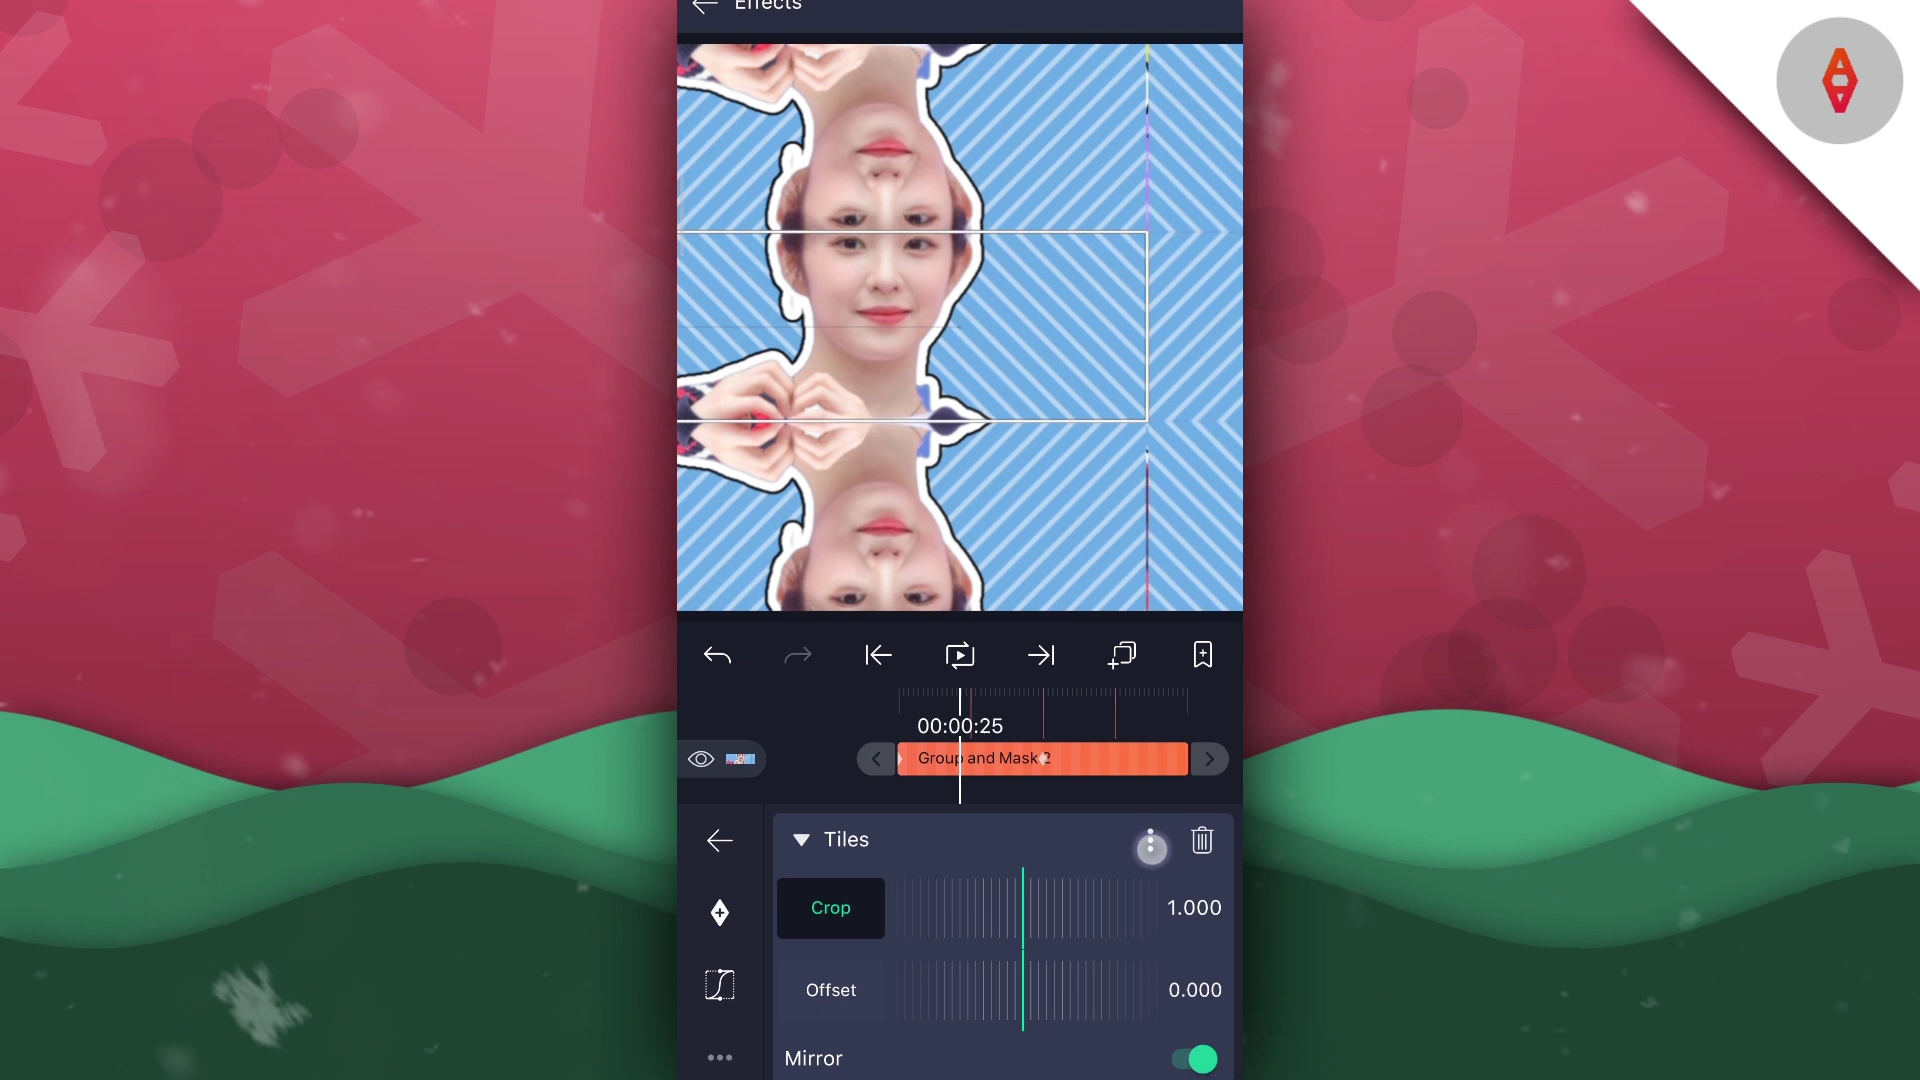 Effects
00:00:25
Group and Mask 2
Tiles
Crop
1.000
Offset
0.000
Mirror